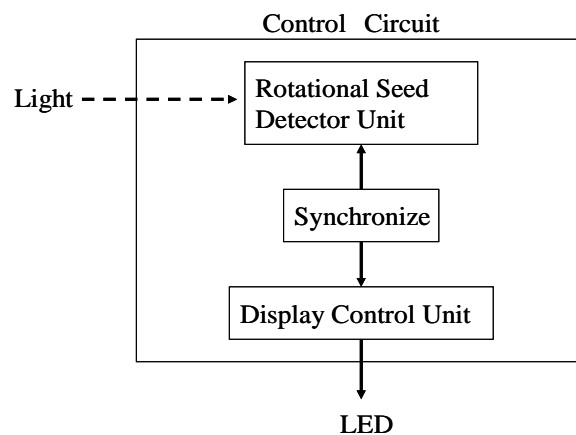 Control Circuit
Light
Rotational Seed
Detector Unit
Synchronize
Display Control Unit
LED